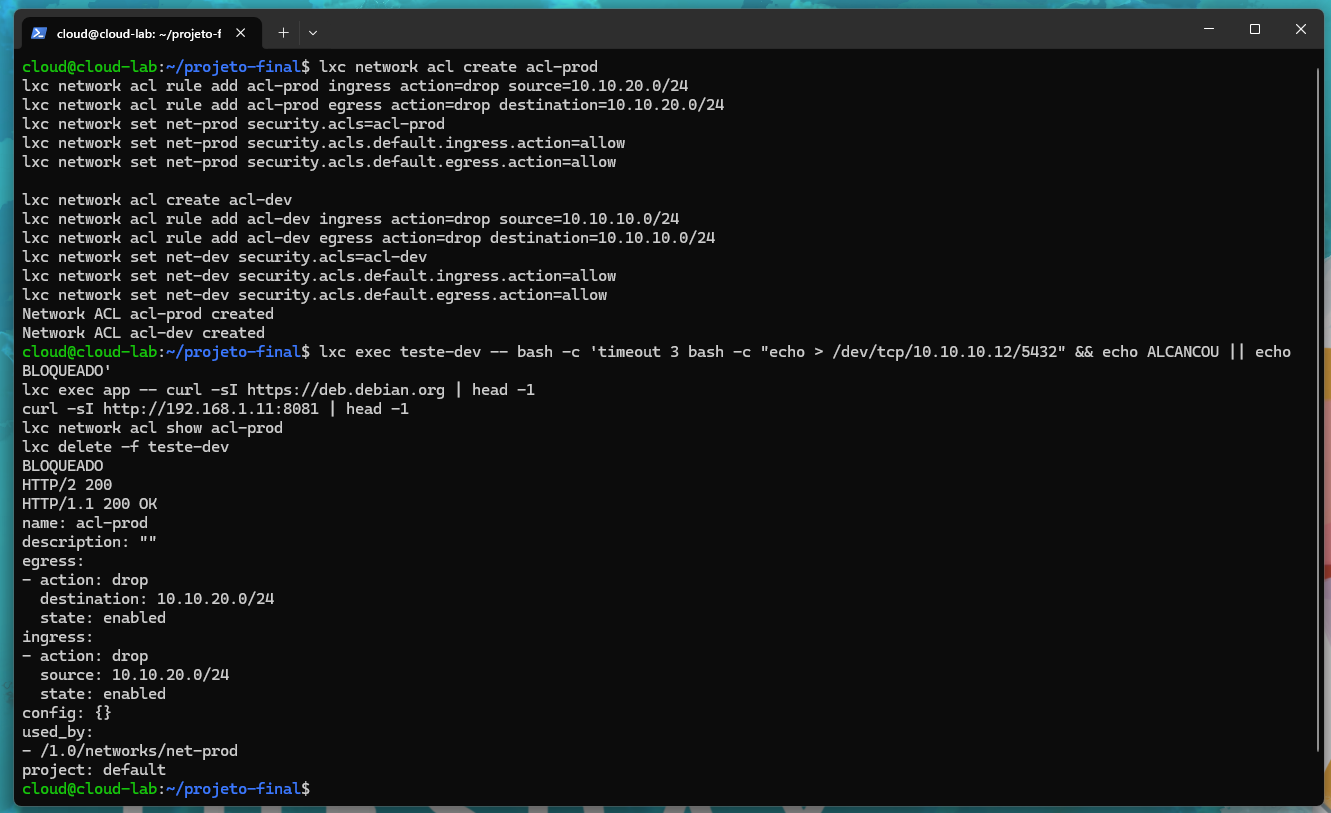 cloud@cloud-lab: ~/projeto-f
cloud@cloud-lab:~/projeto-final$ lxc network acl create acl-prod
lxc network acl rule add acl-prod ingress action=drop source=10.10.20.0/24
lxc network acl rule add acl-prod egress action=drop destination=10.10.20.0/24
lxc network set net-prod security.acls=acl-prod
lxc network set net-prod security.acls.default.ingress.action=allow
lxc network set net-prod security.acls.default.egress.action=allow
lxc network acl create acl-dev
lxc network acl rule add acl-dev ingress action=drop source=10.10.10.0/24
lxc network acl rule add acl-dev egress action=drop destination=10.10.10.0/24
lxc network set net-dev security.acls=acl-dev
lxc network set net-dev security.acls.default.ingress.action=allow
lxc network set net-dev security.acls.default.egress.action=allow
Network ACL acl-prod created
Network ACL acl-dev created
cloud@cloud-lab:~/projeto-final$ lxc exec teste-dev -- bash -c 'timeout 3 bash -c "echo > /dev/tcp/10.10.10.12/5432" && echo ALCANCOU || echo
BLOQUEADO'
lxc exec app -- curl -sI https://deb.debian.org | head -1
curl -sI http://192.168.1.11:8081 | head -1
lxc network acl show acl-prod
lxc delete -f teste-dev
BLOQUEADO
HTTP/2 200
HTTP/1.1 200 OK
name: acl-prod
description: ""
egress:
- action: drop
  destination: 10.10.20.0/24
  state: enabled
ingress:
- action: drop
  source: 10.10.20.0/24
  state: enabled
config: {}
used_by:
- /1.0/networks/net-prod
project: default
cloud@cloud-lab:~/projeto-final$